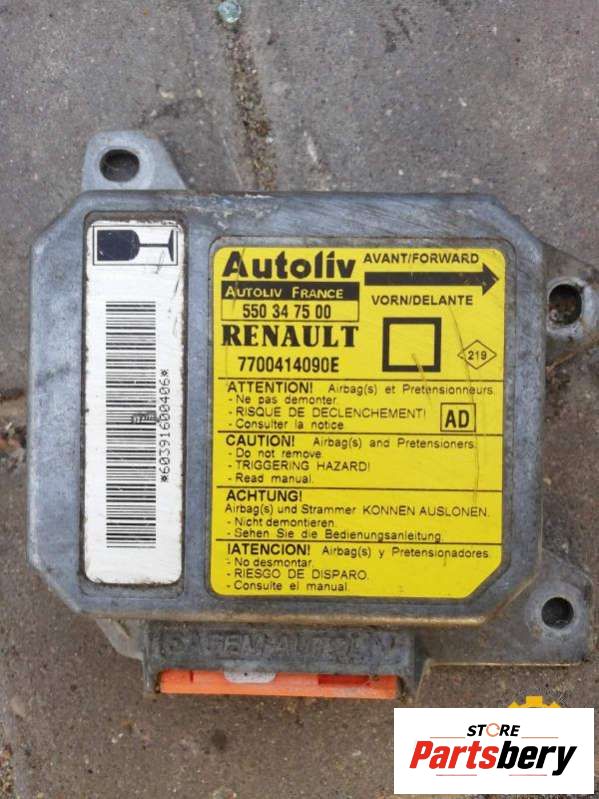 Autoliv
AVANT/FORWARD
AUTOLIV FRANCE
VORN/DELANTE
550 34 75 00
RENAULT
7700414090E
219
ATTENTION! Airbag(s) et Pretensionneurs
- Ne pas demonter.
- RISQUE DE DECLENCHEMENT!
- Consulter la notice.
AD
CAUTION! Airbag(s) and Pretensioners
- Do not remove
- TRIGGERING HAZARD!
- Read manual.
ACHTUNG!
Airbag(s) und Strammer KONNEN AUSLONEN.
- Nicht demontieren.
- Sehen Sie die Bedienungsanleitung.
!ATENCION! Airbag(s) y Pretensionadores.
- No desmontar.
- RIESGO DE DISPARO.
- Consulte el manual.
*60391600406*
STORE
Partsbery